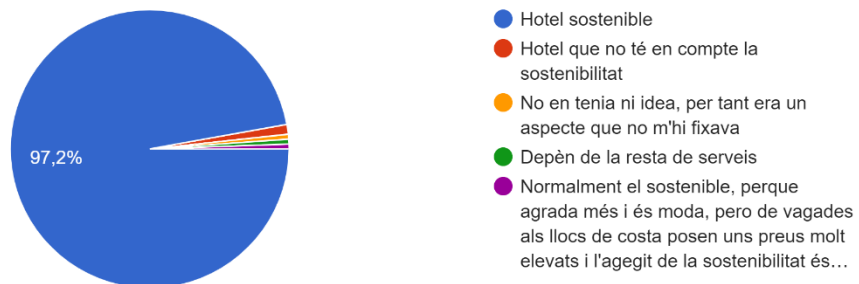 97,2%
Hotel sostenible
Hotel que no té en compte la
sostenibilitat
No en tenia ni idea, per tant era un
aspecte que no m'hi fixava
Depèn de la resta de serveis
Normalment el sostenible, perque
agrada més i és moda, pero de vagades
als llocs de costa posen uns preus molt
elevats i l'agegit de la sostenibilitat és…